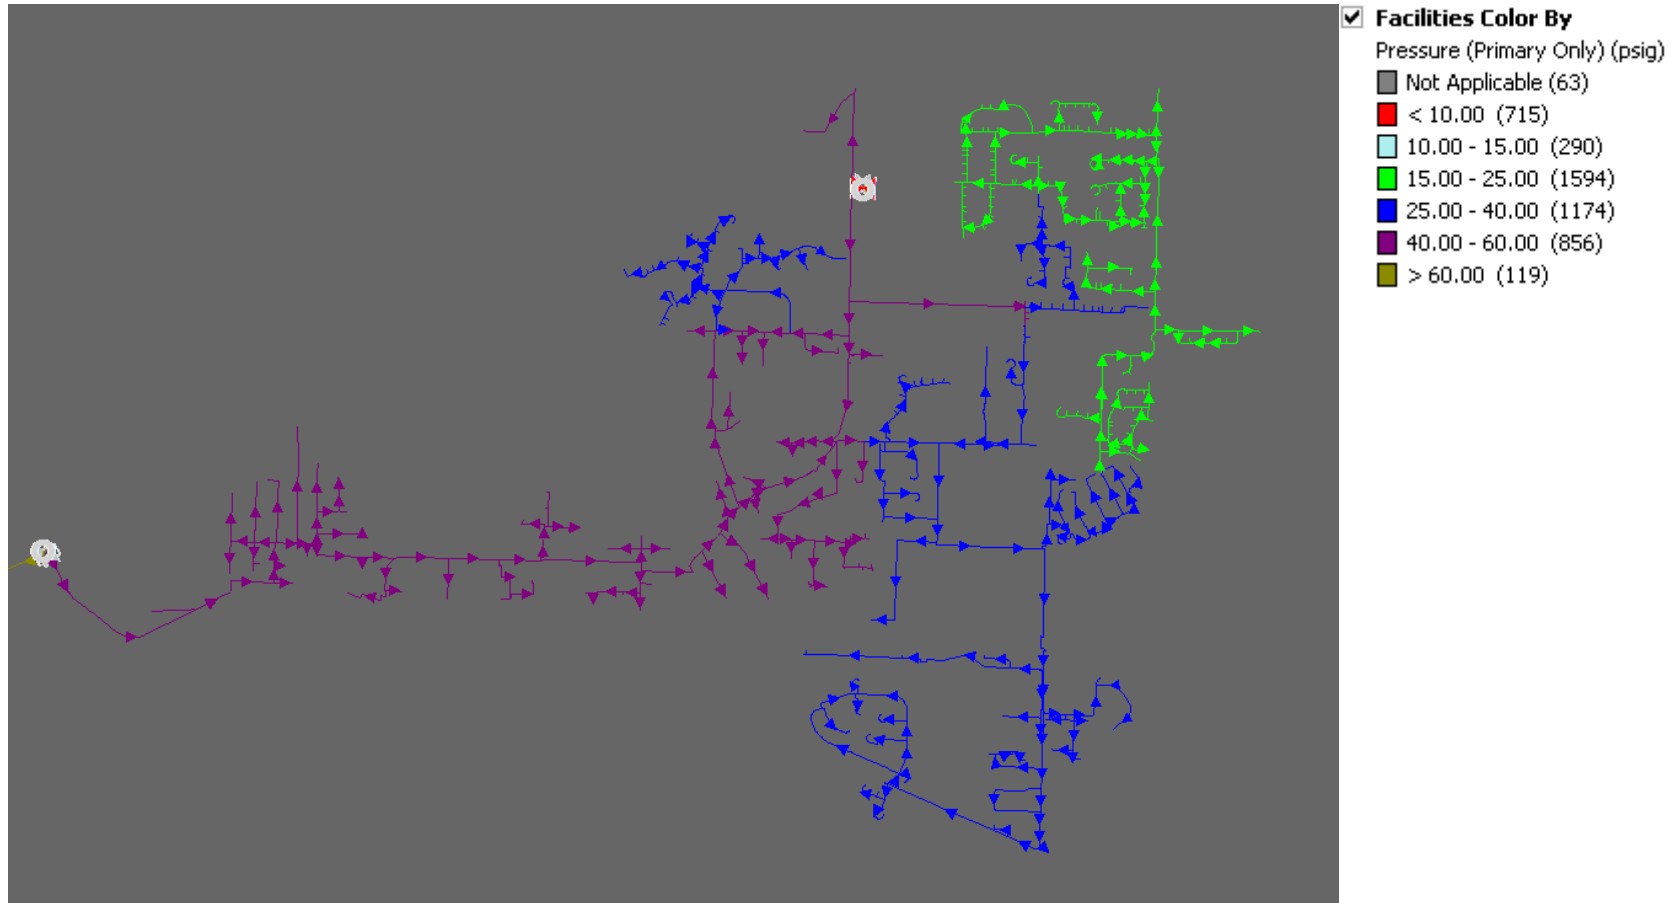 Facilities Color By
Pressure (Primary Only) (psig)
Not Applicable (63)
< 10.00 (715)
10.00 - 15.00 (290)
15.00 - 25.00 (1594)
25.00 - 40.00 (1174)
40.00 - 60.00 (856)
> 60.00 (119)